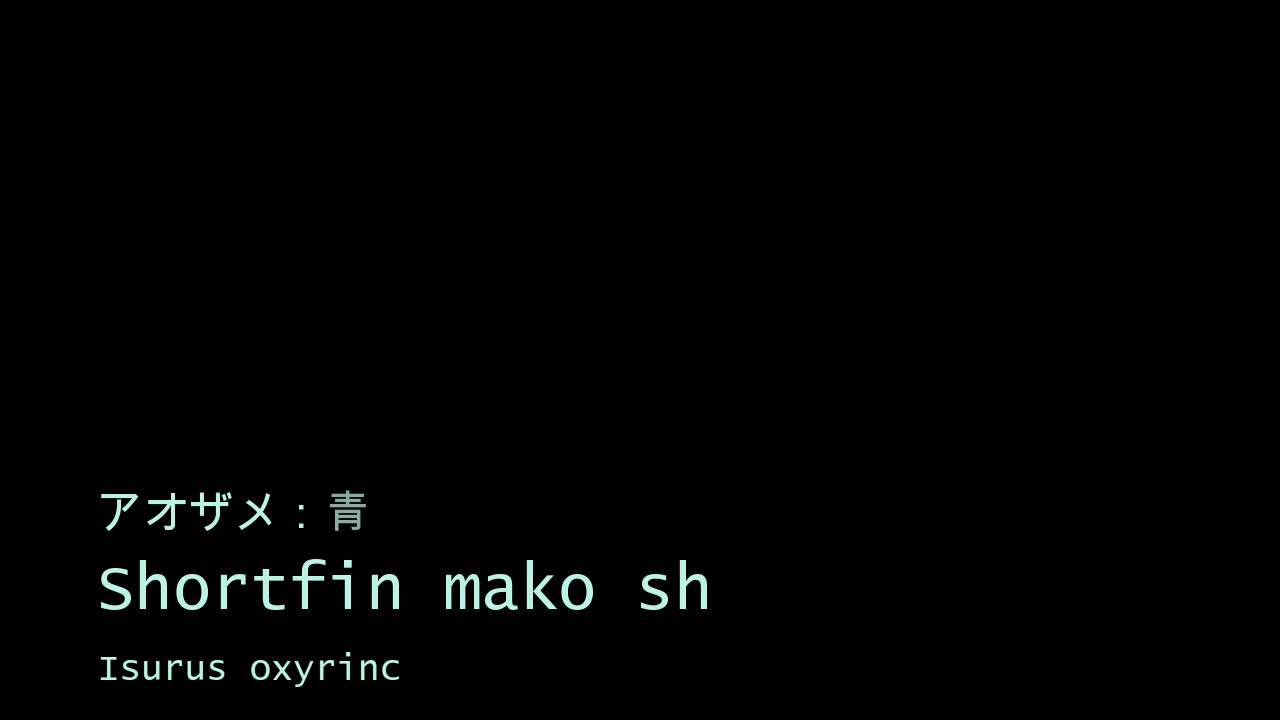 アオザメ：青
Shortfin mako sh
Isurus oxyrinc